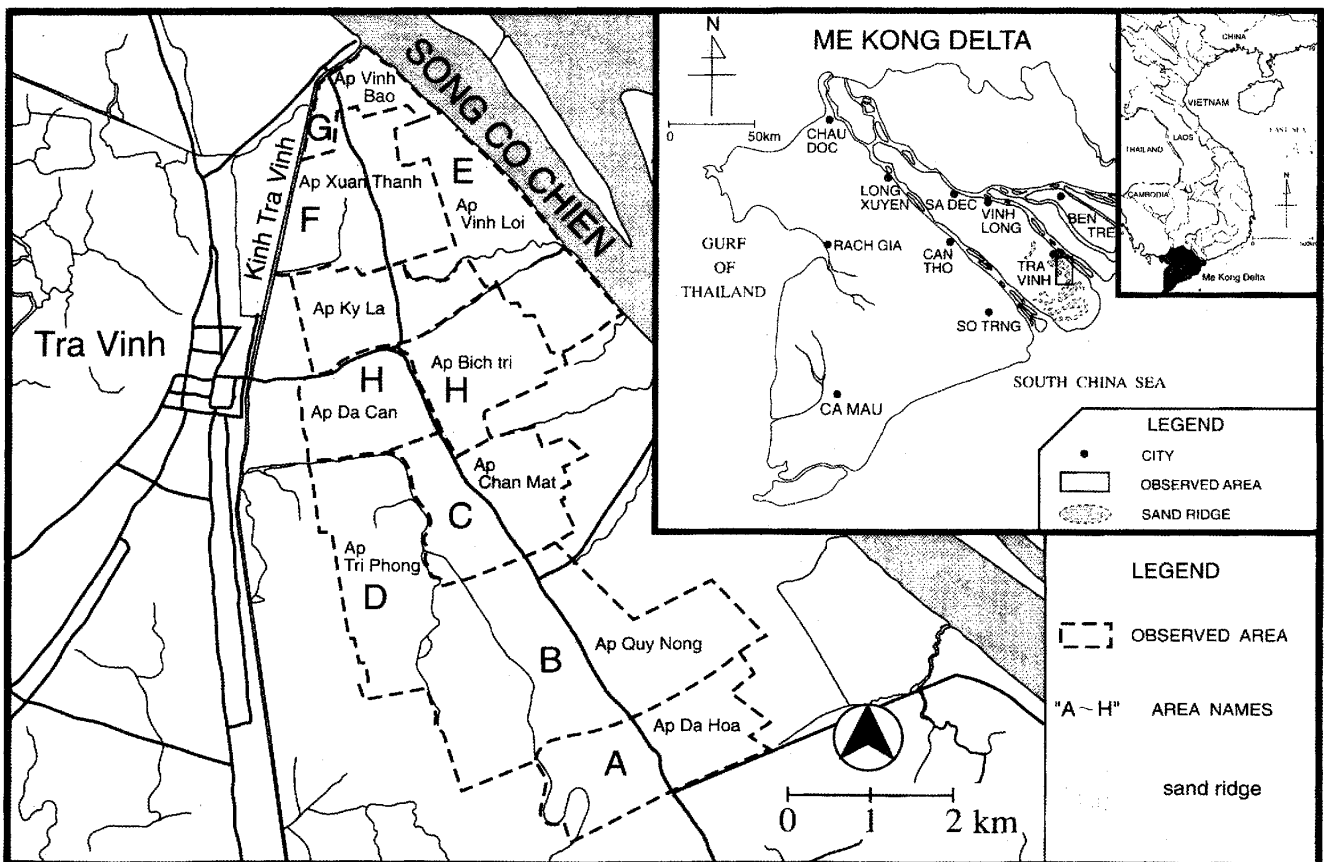 SONG CO CHIEN
Ap Vinh
Bao
G
Kinh Tra Vinh
E
Ap Xuan Thanh
F
Ap
Vinh Loi
Ap Ky La
Tra Vinh
Ap Bich tri
H
H
Ap Da Can
Ap
Chan Mat
C
Ap
Tri Phong
D
Ap Quy Nong
B
Ap Da Hoa
A
0 1 2 km
N
ME KONG DELTA
0 50km
CHAU
DOC
LONG
XUYEN
SA DEC
VINH
LONG
BEN
TRE
GURF
OF
THAILAND
RACH GIA
CAN
THO
TRA
VINH
SO TRNG
CA MAU
SOUTH CHINA SEA
LEGEND
CITY
OBSERVED AREA
SAND RIDGE
CHINA
VIETNAM
LAOS
EAST SEA
THAILAND
N
CAMBODIA
Me Kong Delta
LEGEND
OBSERVED AREA
"A~H" AREA NAMES
sand ridge